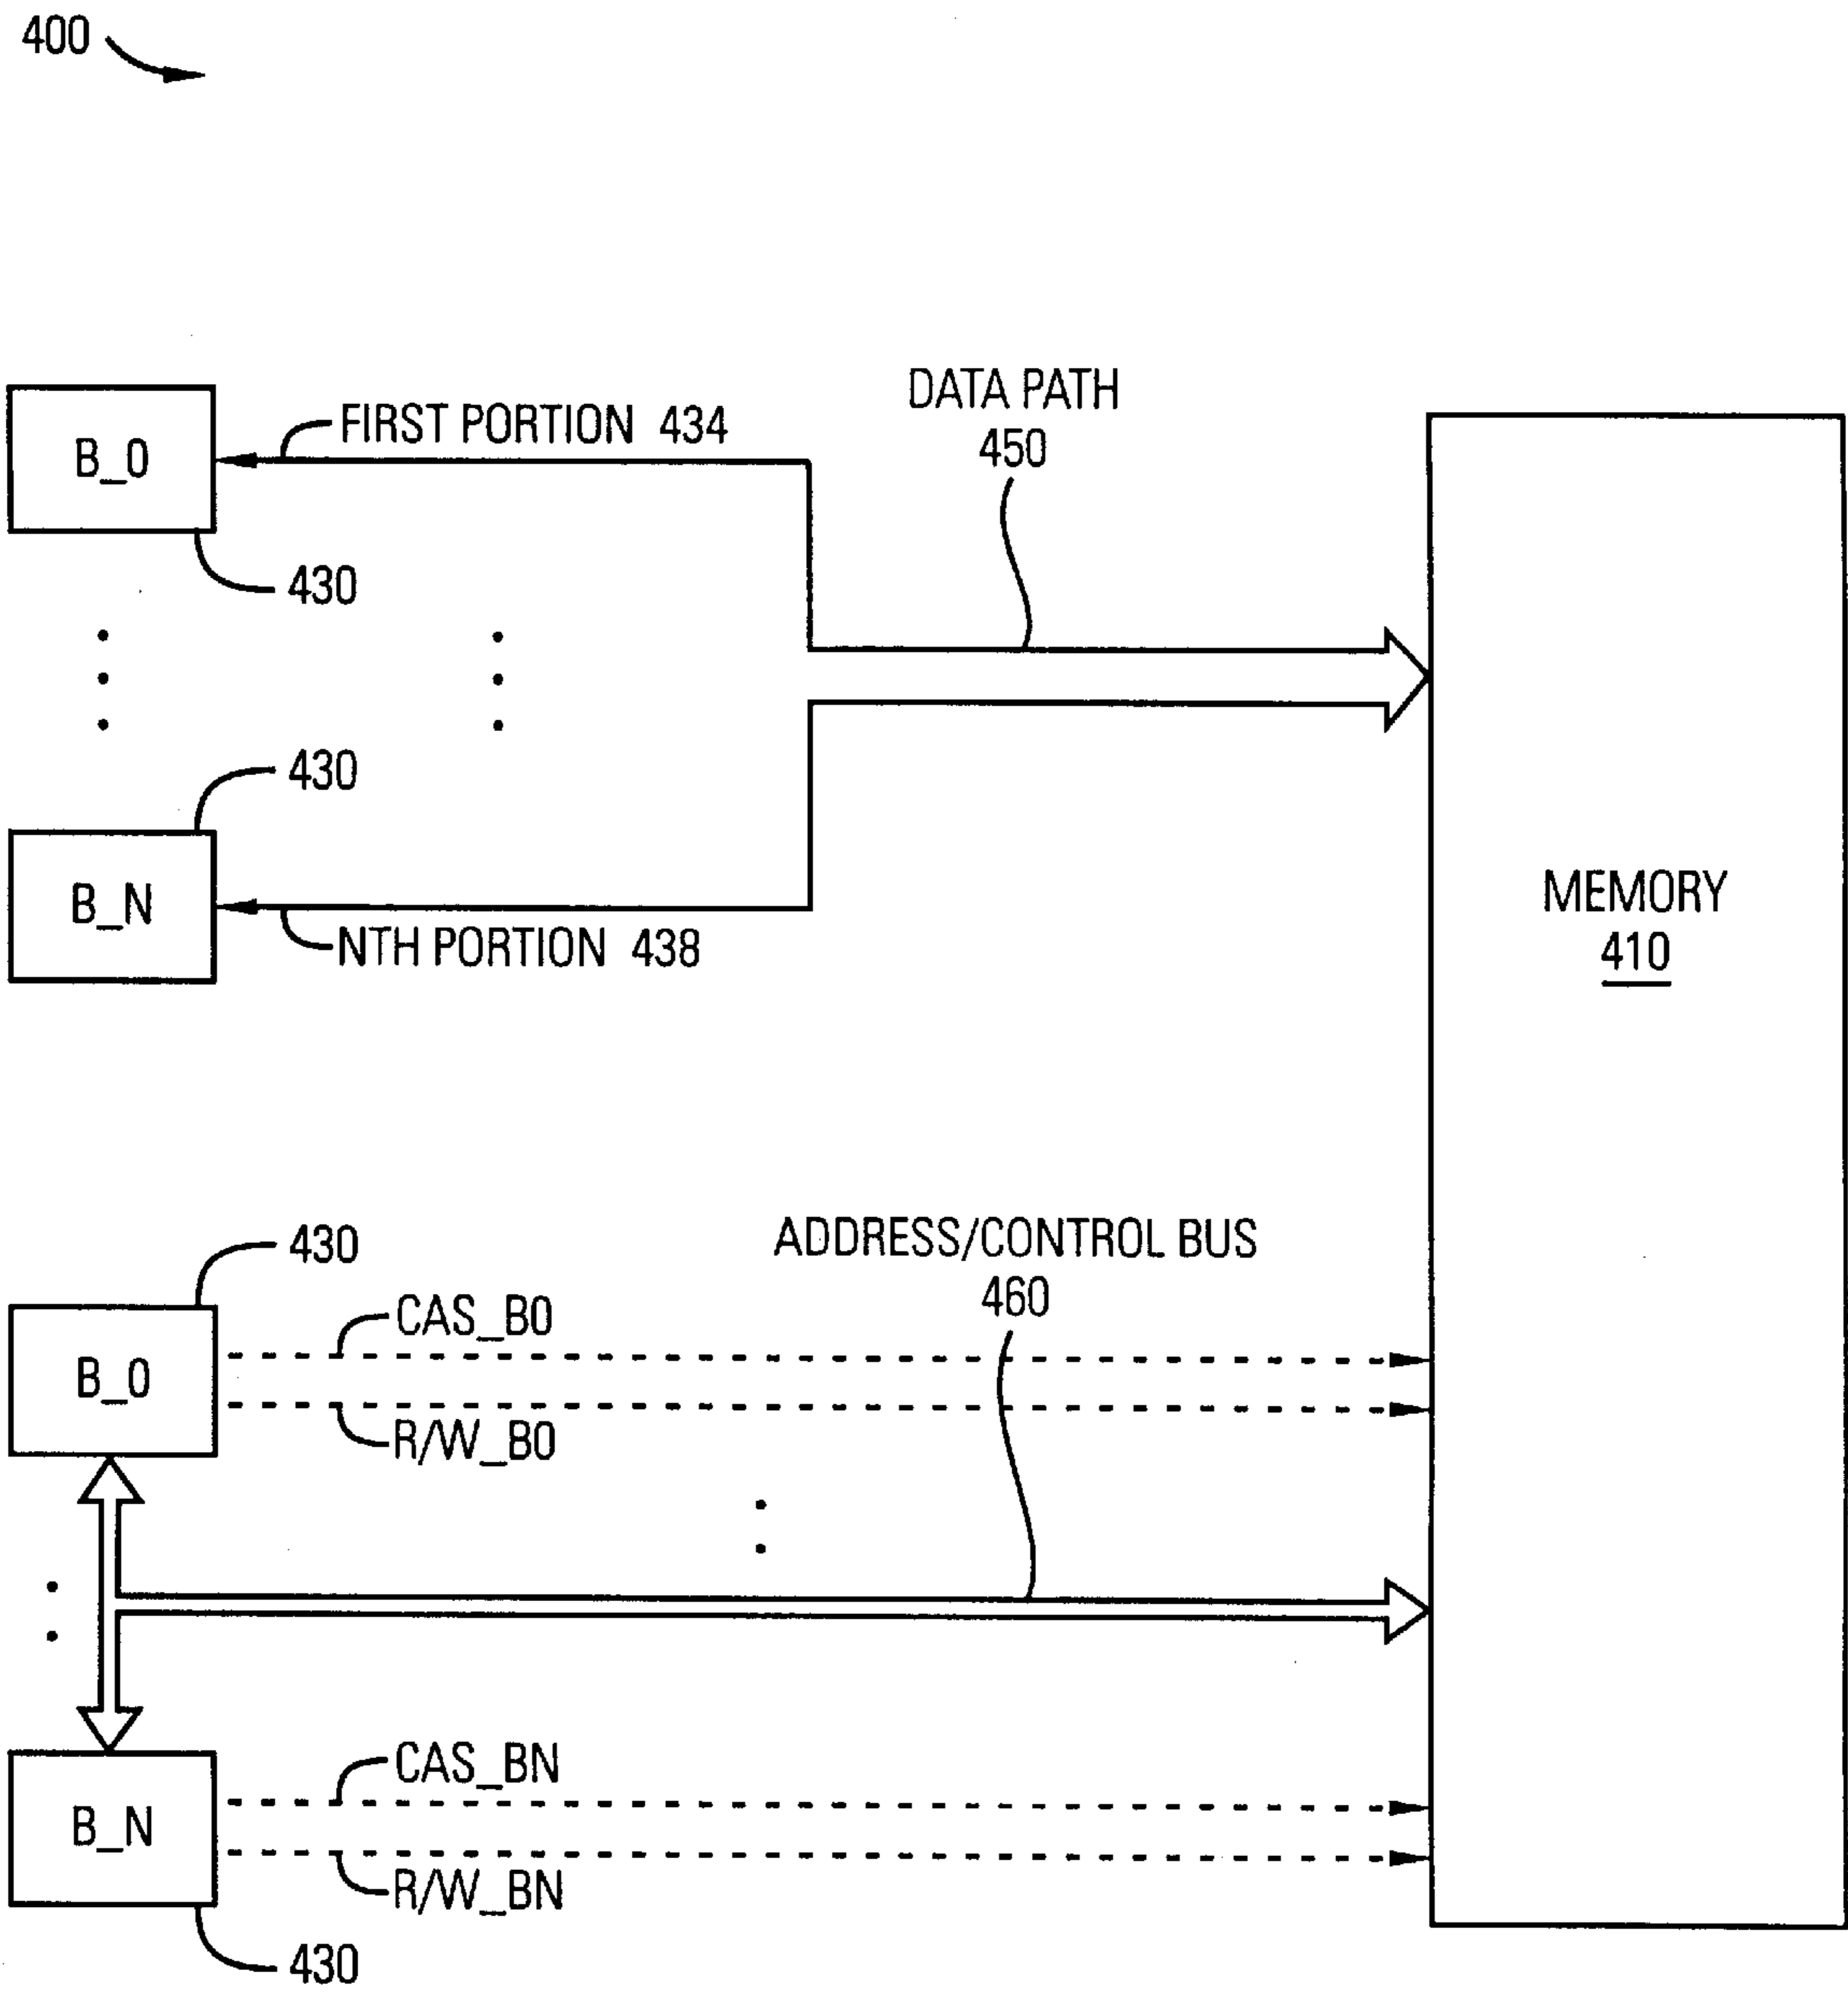 400
DATA PATH
450
FIRST PORTION 434
B_0
430
430
B_N
NTH PORTION 438
MEMORY
410
430
ADDRESS/CONTROL BUS
460
CAS_B0
B_0
R/W_B0
CAS_BN
B_N
R/W_BN
430